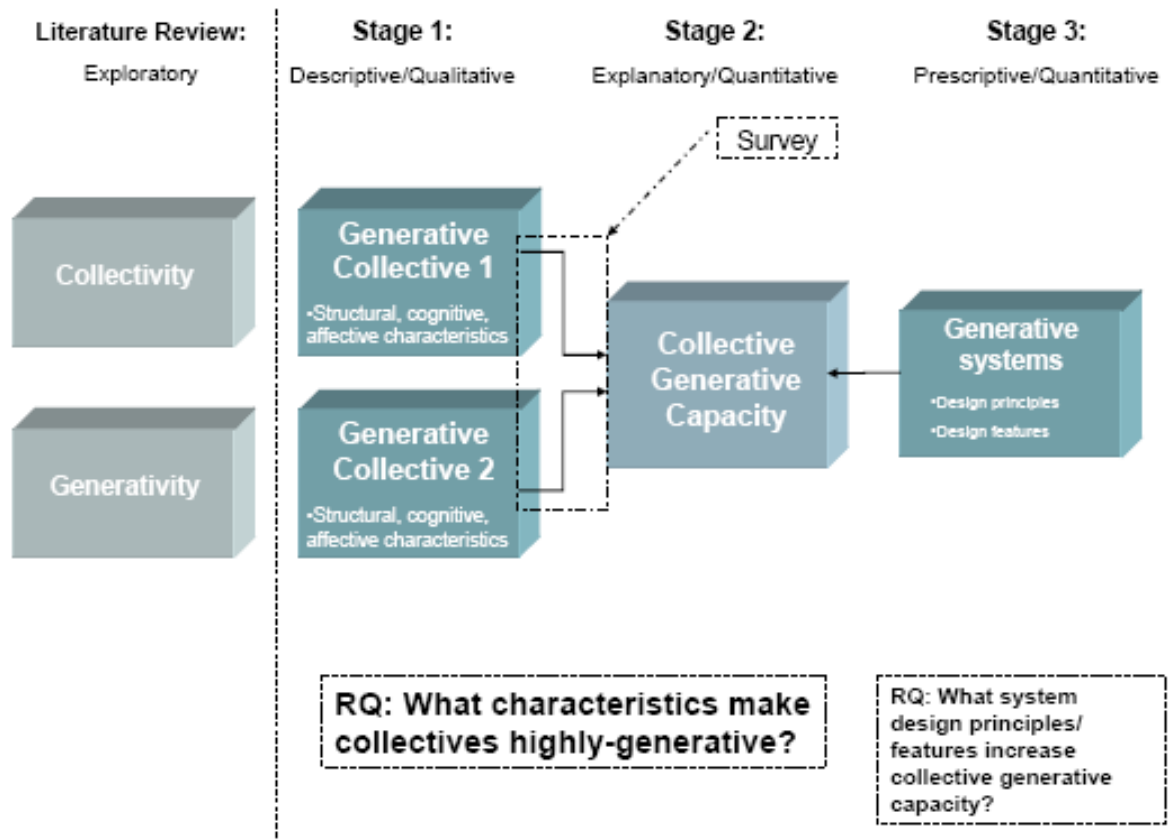 Literature Review:
Exploratory
Stage 1:
Descriptive/Qualitative
Stage 2:
Explanatory/Quantitative
Stage 3:
Prescriptive/Quantitative
Survey
Collectivity
Generativity
Generative
Collective 1
•Structural, cognitive,
affective characteristics
Generative
Collective 2
•Structural, cognitive,
affective characteristics
Collective
Generative
Capacity
Generative
systems
•Design principles
•Design features
RQ: What characteristics make
collectives highly-generative?
RQ: What system
design principles/
features increase
collective generative
capacity?